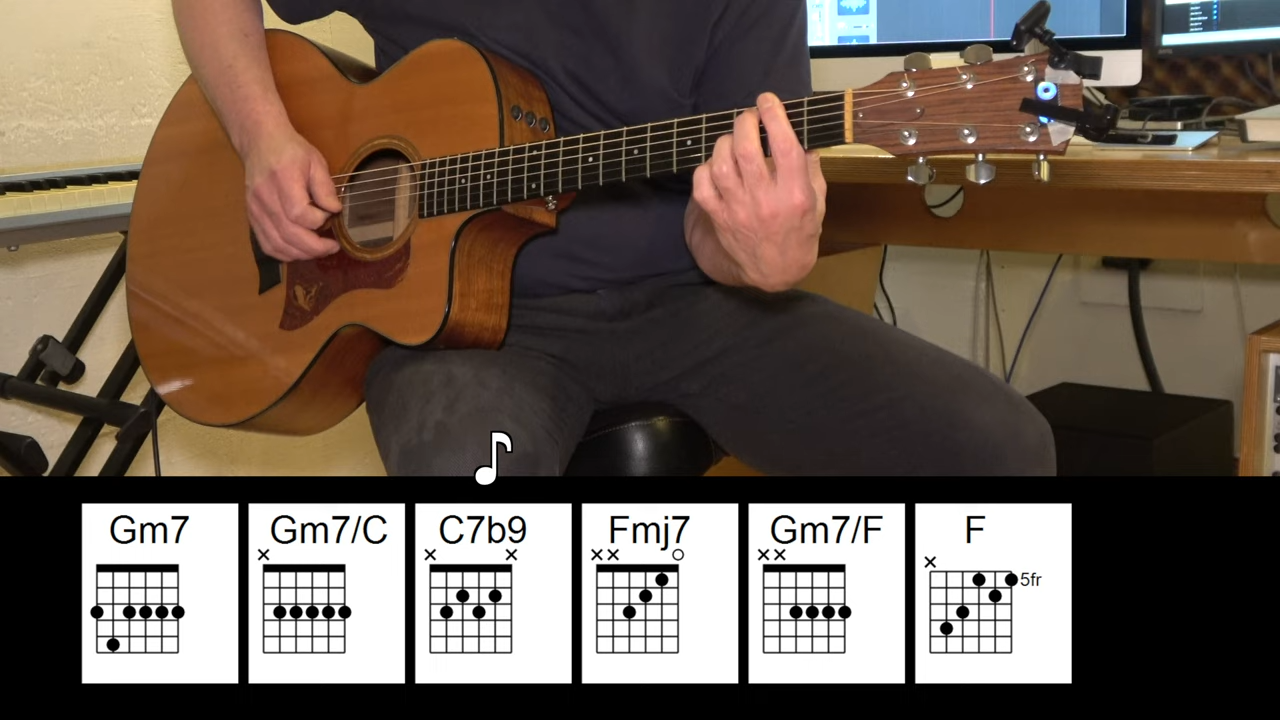 Gm7
Gm7/C
C7b9
Fmj7
Gm7/F
F
×
×
×
××
○
××
×
5fr